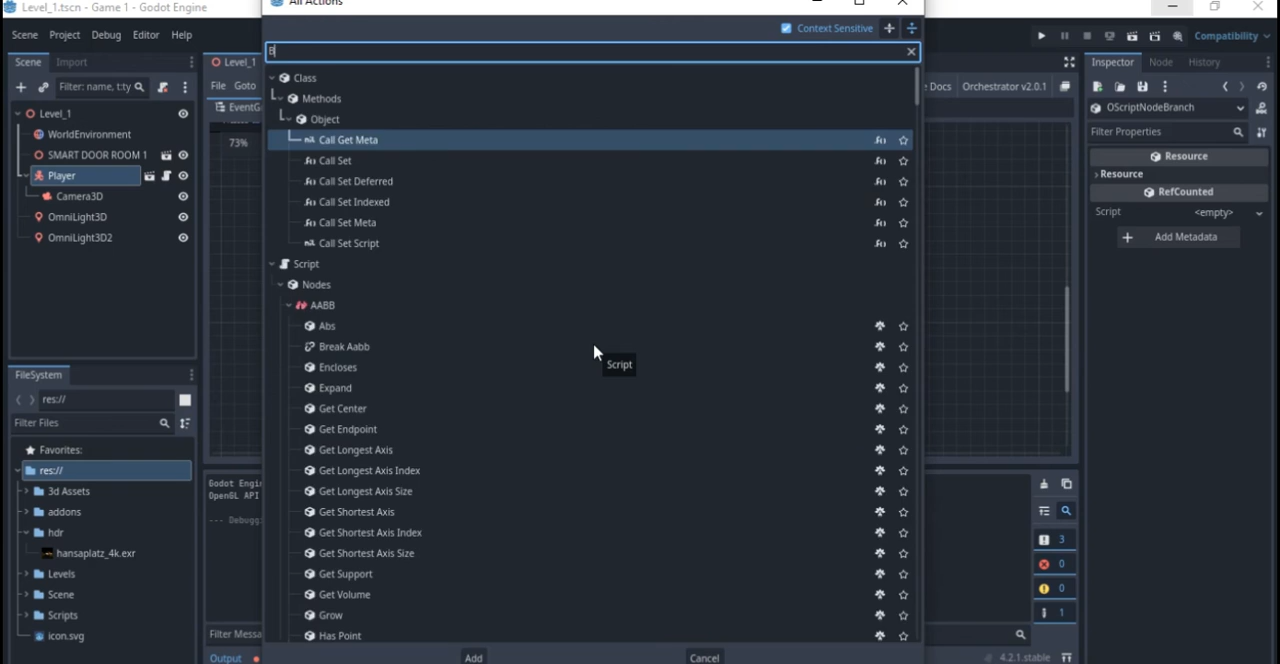 Level_1.tscn - Game 1 - Godot Engine
All Actions
Scene Project Debug Editor Help
Context Sensitive
Compatibility
Scene Import
Level_1
B
Inspector Node History
Filter: name, t:ty
File Goto
Docs Orchestrator v2.0.1
Class
EventG
Methods
OScriptNodeBranch
Level_1
Object
WorldEnvironment
73%
Call Get Meta
Filter Properties
SMART DOOR ROOM 1
Call Set
Resource
Player
Call Set Deferred
Resource
Camera3D
Call Set Indexed
RefCounted
OmniLight3D
Call Set Meta
Script <empty>
OmniLight3D2
Call Set Script
Add Metadata
Script
Nodes
AABB
Abs
Break Aabb
Script
Encloses
FileSystem
Expand
res://
Get Center
Filter Files
Get Endpoint
Favorites:
Get Longest Axis
res://
Get Longest Axis Index
3d Assets
Get Longest Axis Size
Godot Engin
OpenGL API
addons
Get Shortest Axis
--- Debugg
hdr
Get Shortest Axis Index
3
hansaplatz_4k.exr
Get Shortest Axis Size
0
Levels
Get Support
0
Scene
Get Volume
1
Scripts
Grow
icon.svg
Has Point
Filter Messa
Output
Add
Cancel
4.2.1.stable